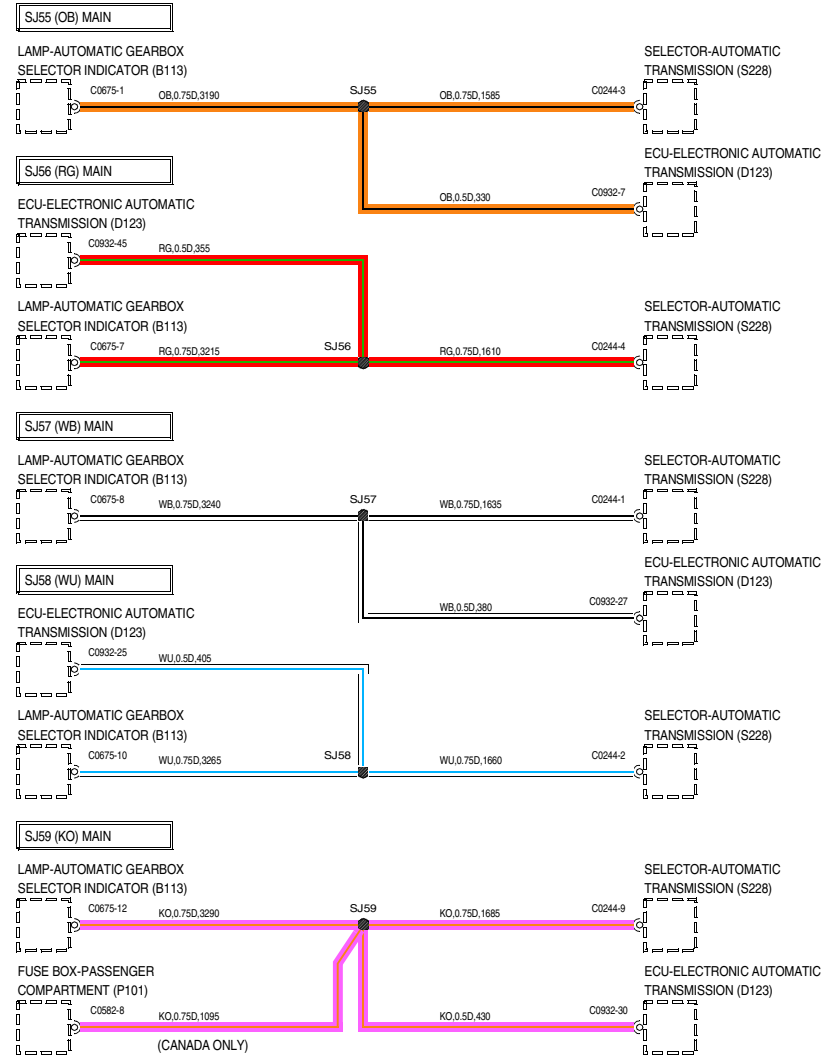 SJ55 (OB) MAIN
LAMP-AUTOMATIC GEARBOX
SELECTOR INDICATOR (B113)
SELECTOR-AUTOMATIC
TRANSMISSION (S228)
C0675-1
OB,0.75D,3190
SJ55
OB,0.75D,1585
C0244-3
ECU-ELECTRONIC AUTOMATIC
TRANSMISSION (D123)
OB,0.5D,330
C0932-7
SJ56 (RG) MAIN
ECU-ELECTRONIC AUTOMATIC
TRANSMISSION (D123)
C0932-45
RG,0.5D,355
LAMP-AUTOMATIC GEARBOX
SELECTOR INDICATOR (B113)
SELECTOR-AUTOMATIC
TRANSMISSION (S228)
C0675-7
RG,0.75D,3215
SJ56
RG,0.75D,1610
C0244-4
SJ57 (WB) MAIN
LAMP-AUTOMATIC GEARBOX
SELECTOR INDICATOR (B113)
SELECTOR-AUTOMATIC
TRANSMISSION (S228)
C0675-8
WB,0.75D,3240
SJ57
WB,0.75D,1635
C0244-1
ECU-ELECTRONIC AUTOMATIC
TRANSMISSION (D123)
WB,0.5D,380
C0932-27
SJ58 (WU) MAIN
ECU-ELECTRONIC AUTOMATIC
TRANSMISSION (D123)
C0932-25
WU,0.5D,405
LAMP-AUTOMATIC GEARBOX
SELECTOR INDICATOR (B113)
SELECTOR-AUTOMATIC
TRANSMISSION (S228)
C0675-10
WU,0.75D,3265
SJ58
WU,0.75D,1660
C0244-2
SJ59 (KO) MAIN
LAMP-AUTOMATIC GEARBOX
SELECTOR INDICATOR (B113)
SELECTOR-AUTOMATIC
TRANSMISSION (S228)
C0675-12
KO,0.75D,3290
SJ59
KO,0.75D,1685
C0244-9
FUSE BOX-PASSENGER
COMPARTMENT (P101)
ECU-ELECTRONIC AUTOMATIC
TRANSMISSION (D123)
C0582-8
KO,0.75D,1095
KO,0.5D,430
C0932-30
(CANADA ONLY)